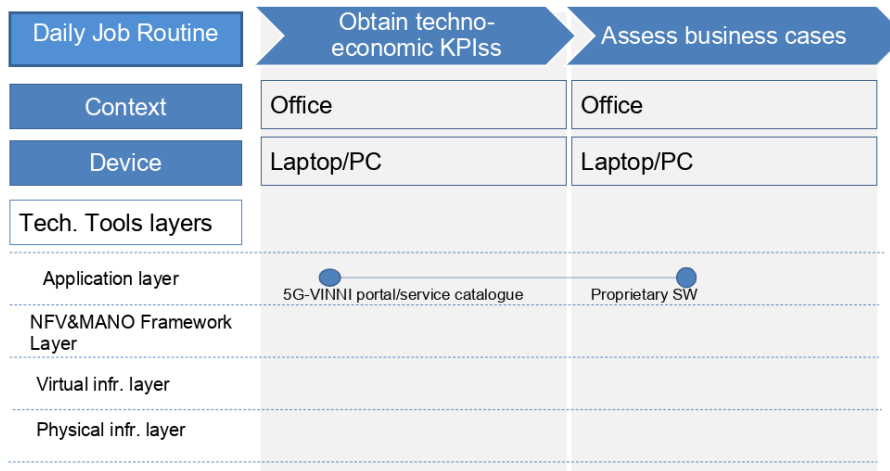 Daily Job Routine
Obtain techno-
economic KPIss
Assess business cases
Context
Office
Office
Device
Laptop/PC
Laptop/PC
Tech. Tools layers
Application layer
5G-VINNI portal/service catalogue
Proprietary SW
NFV&MANO Framework
Layer
Virtual infr. layer
Physical infr. layer